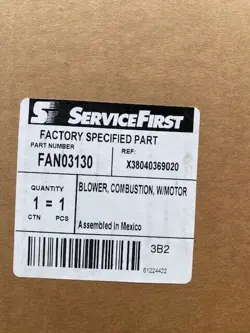 SERVICEFIRST
FACTORY SPECIFIED PART
PART NUMBER REF:
FAN03130 X38040369020
QUANTITY BLOWER, COMBUSTION, W/MOTOR
1 = 1
CTN PCS
Assembled in Mexico
3B2
61224422